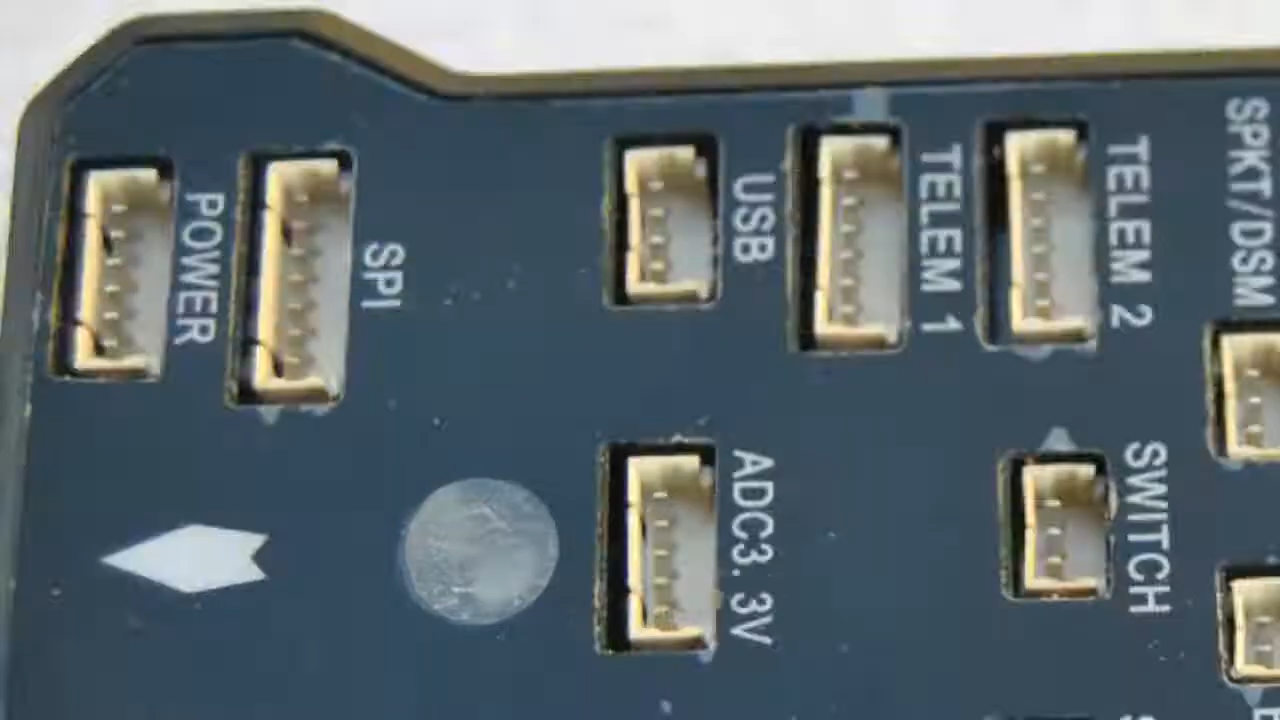 POWER
SPI
USB
TELEM 1
TELEM 2
SPKT/DSM
ADC3.3V
SWITCH